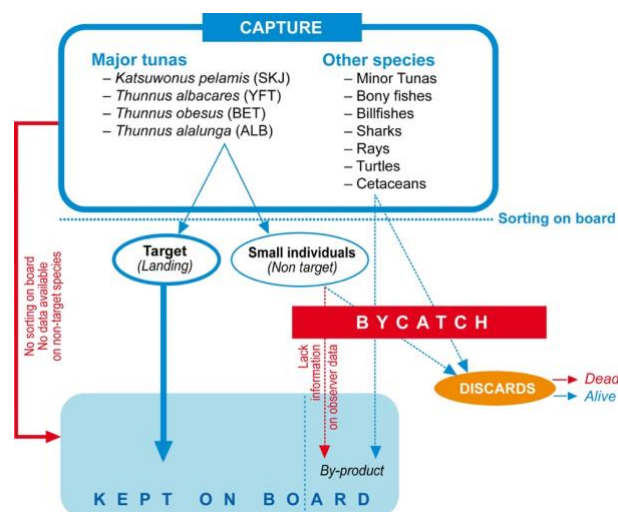 CAPTURE
Major tunas
– Katsuwonus pelamis (SKJ)
– Thunnus albacares (YFT)
– Thunnus obesus (BET)
– Thunnus alalunga (ALB)
Other species
– Minor Tunas
– Bony fishes
– Billfishes
– Sharks
– Rays
– Turtles
– Cetaceans
Sorting on board
Target
(Landing)
Small individuals
(Non target)
No sorting on board
No data available
on non-target species
BYCATCH
Lack
information
on observer data
DISCARDS
Dead
Alive
By-product
KEPT ON BOARD